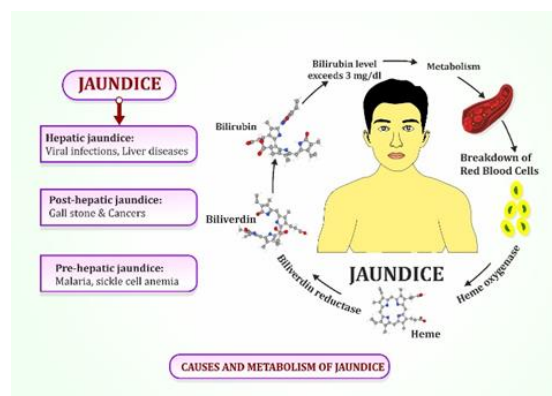 JAUNDICE
Hepatic jaundice:
Viral infections, Liver diseases
Post-hepatic jaundice:
Gall stone & Cancers
Pre-hepatic jaundice:
Malaria, sickle cell anemia
Bilirubin level
exceeds 3 mg/dl
Metabolism
Breakdown of
Red Blood Cells
Heme oxygenase
Heme
Biliverdin reductase
Biliverdin
Bilirubin
JAUNDICE
CAUSES AND METABOLISM OF JAUNDICE